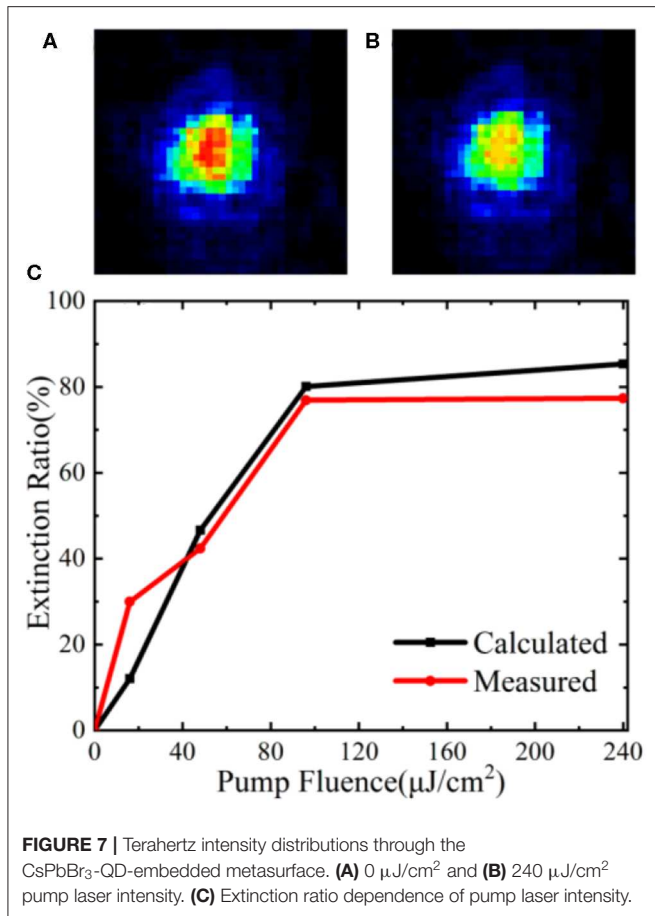 A
B
C
100
80
60
40
20
0
Extinction Ratio(%)
Calculated
Measured
0 40 80 120 160 200 240
Pump Fluence(μJ/cm²)
FIGURE 7 | Terahertz intensity distributions through the
CsPbBr₃-QD-embedded metasurface. (A) 0 μJ/cm² and (B) 240 μJ/cm²
pump laser intensity. (C) Extinction ratio dependence of pump laser intensity.